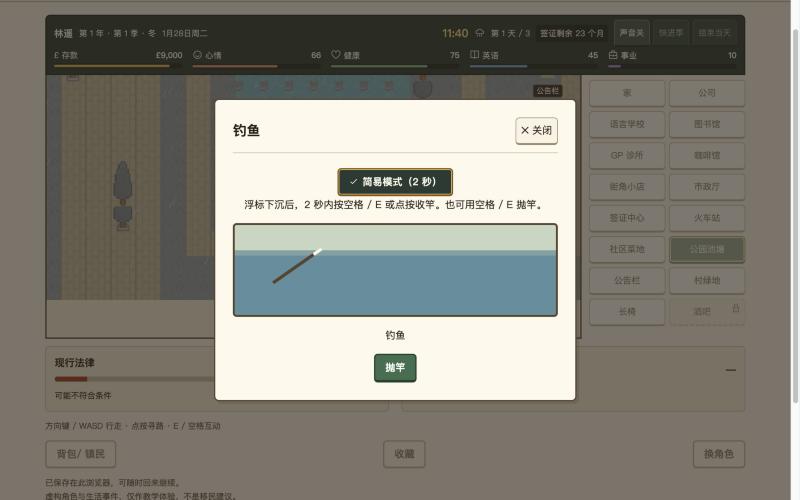 林遥 第 1 年 · 第 1 季 · 冬 1月28日周二
11:40 第 1 天 / 3 签证剩余 23 个月 声音关 快进季 结束当天
£ 存款 £9,000 心情 66 健康 75 英语 45 事业 10
公告栏
家 公司
语言学校 图书馆
GP 诊所 咖啡馆
街角小店 市政厅
签证中心 火车站
社区菜地 公园池塘
公告栏 村绿地
长椅 酒吧
钓鱼
× 关闭
✓ 简易模式（2 秒）
浮标下沉后，2 秒内按空格 / E 或点按收竿。也可用空格 / E 抛竿。
钓鱼
抛竿
现行法律
可能不符合条件
方向键 / WASD 行走 · 点按寻路 · E / 空格互动
背包/ 镇民 收藏 换角色
已保存在此浏览器，可随时回来继续。
虚构角色与生活事件，仅作教学体验，不是移民建议。